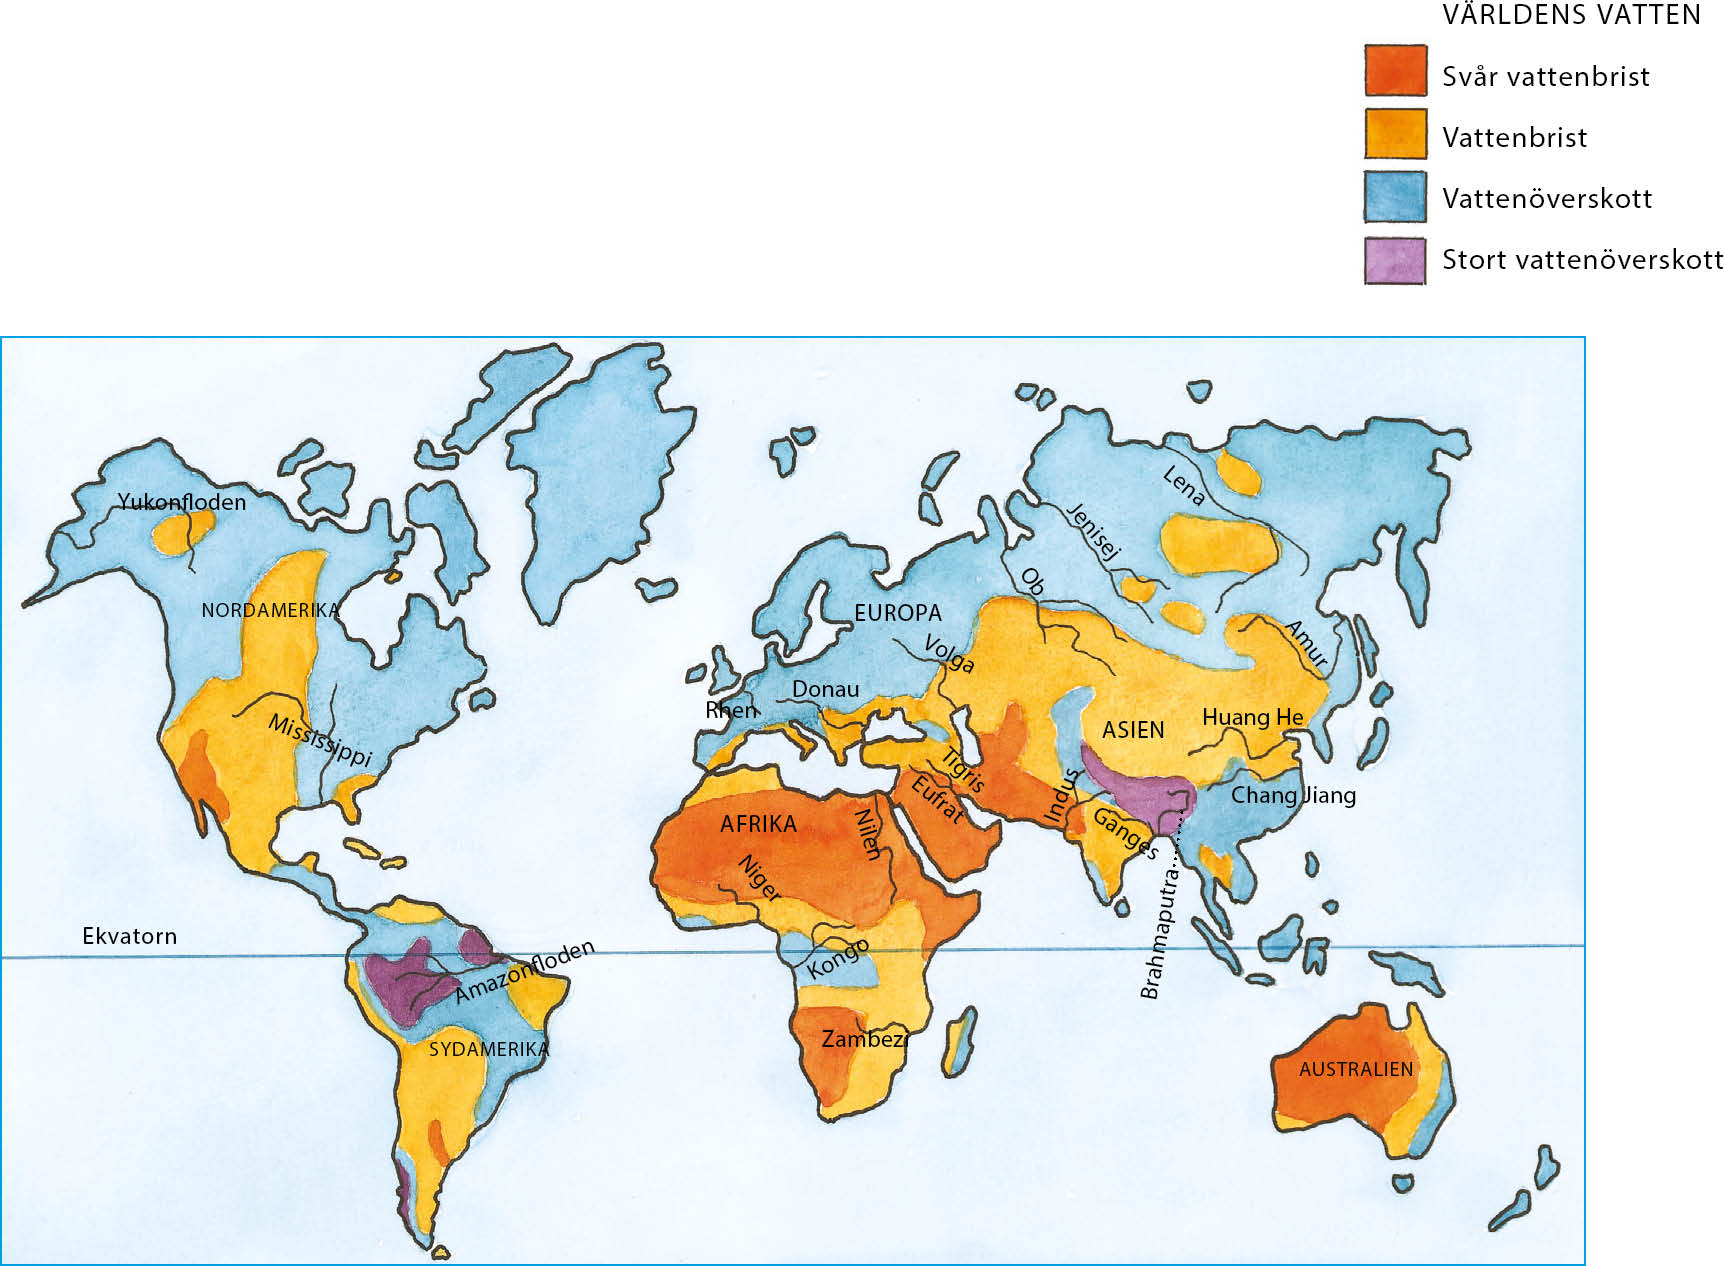 VÄRLDENS VATTEN
Svår vattenbrist
Vattenbrist
Vattenöverskott
Stort vattenöverskott
Yukonfloden
NORDAMERIKA
Mississippi
Ekvatorn
Amazonfloden
SYDAMERIKA
EUROPA
Volga
Donau
Rhen
AFRIKA
Nilen
Niger
Kongo
Zambezi
Lena
Jenisej
Ob
Amur
ASIEN
Huang He
Tigris
Eufrat
Indus
Ganges
Chang Jiang
Brahmaputra
AUSTRALIEN